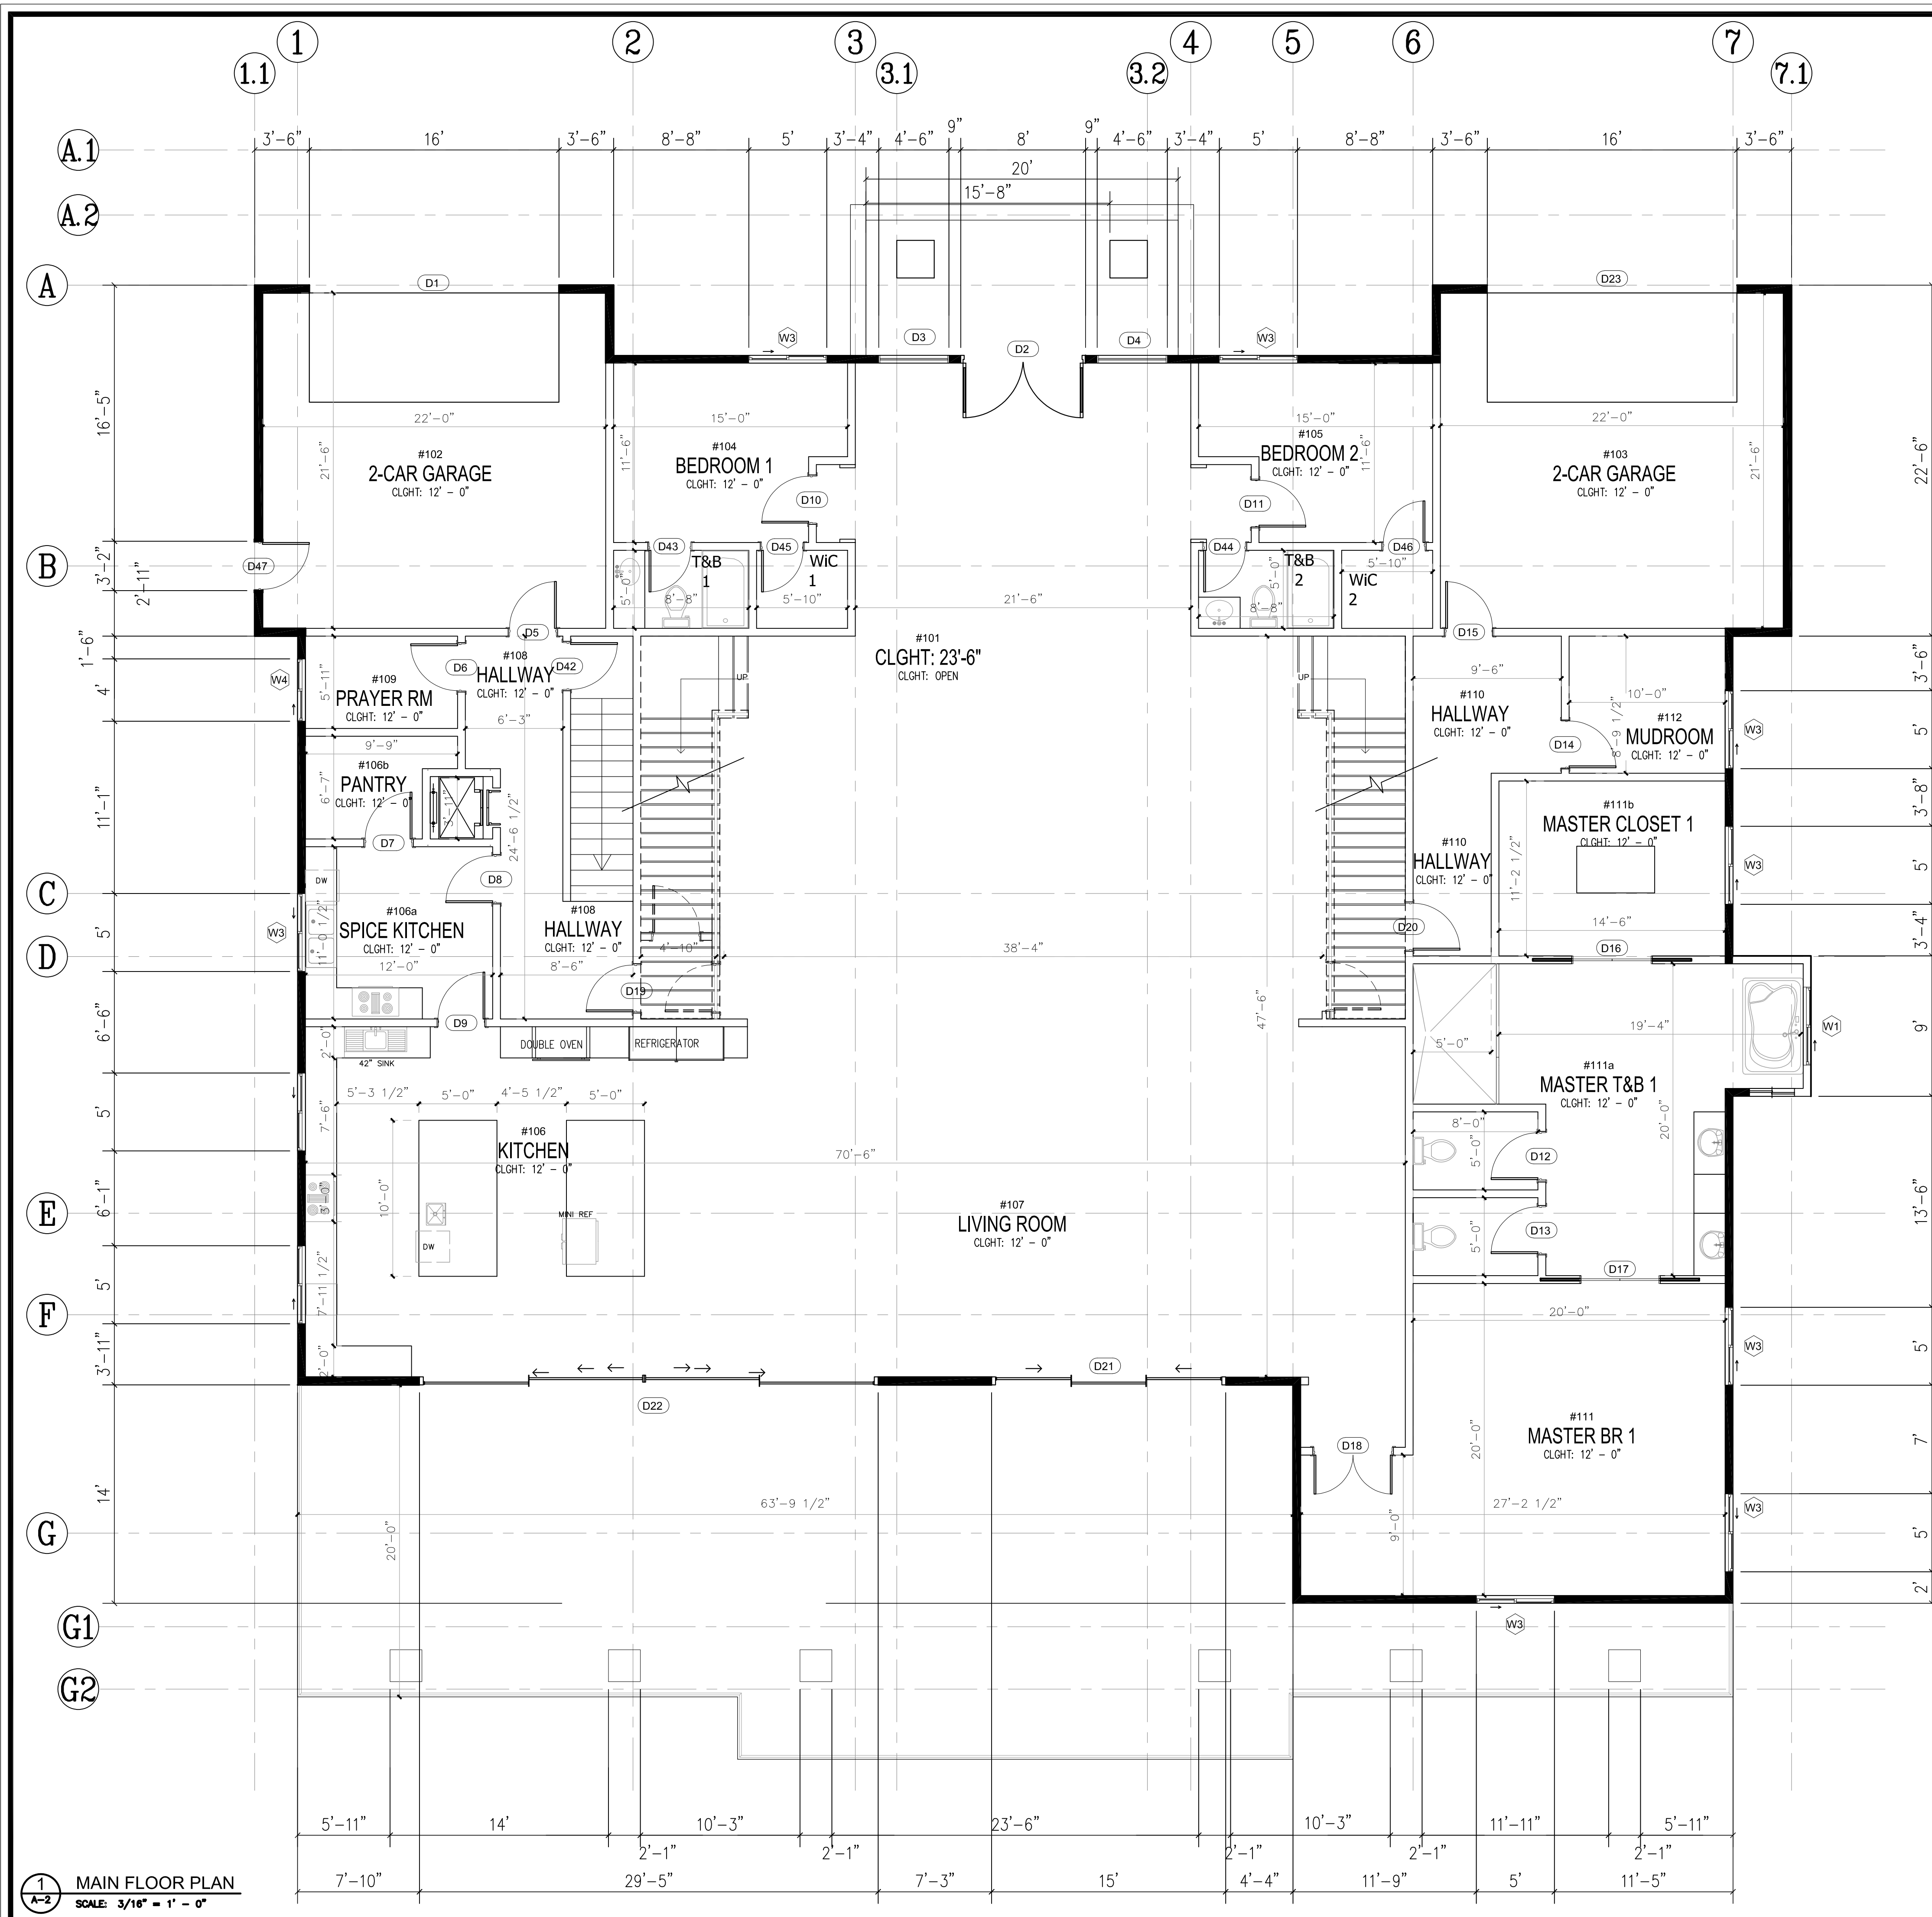 1
2
3
4
5
6
7
1.1
3.1
3.2
7.1
A.1
3'-6"
16'
3'-6"
8'-8"
5'
3'-4"
4'-6"
9"
8'
9"
4'-6"
3'-4"
5'
8'-8"
3'-6"
16'
3'-6"
20'
15'-8"
A.2
A
D1
D23
W3
D3
D2
D4
W3
16'-5"
22'-6"
22'-0"
15'-0"
15'-0"
22'-0"
#102
2-CAR GARAGE
CLGHT: 12' - 0"
21'-6"
#104
BEDROOM 1
CLGHT: 12' - 0"
11'-6"
#105
BEDROOM 2
CLGHT: 12' - 0"
11'-6"
#103
2-CAR GARAGE
CLGHT: 12' - 0"
21'-6"
D10
D11
B
3'-2"
2'-11"
D47
D43
T&B
1
D45
WiC
1
D44
T&B
2
D46
WiC
2
5'-0"
8'-8"
5'-10"
21'-6"
5'-0"
8'-8"
5'-10"
D5
D15
1'-6"
4'
W4
D6
#108
HALLWAY
CLGHT: 12' - 0"
D42
6'-3"
#109
PRAYER RM
CLGHT: 12' - 0"
5'-11"
UP
#101
CLGHT: 23'-6"
CLGHT: OPEN
UP
9'-6"
#110
HALLWAY
CLGHT: 12' - 0"
10'-0"
8'-9 1/2"
#112
MUDROOM
CLGHT: 12' - 0"
D14
W3
3'-6"
5'
11'-1"
9'-9"
#106b
PANTRY
CLGHT: 12' - 0"
6'-7"
3'-11"
D7
24'-6 1/2"
D8
#111b
MASTER CLOSET 1
CLGHT: 12' - 0"
11'-2 1/2"
14'-6"
#110
HALLWAY
CLGHT: 12' - 0"
W3
3'-8"
5'
3'-4"
C
D
5'
W3
DW
#106a
SPICE KITCHEN
CLGHT: 12' - 0"
11'-0 1/2"
12'-0"
#108
HALLWAY
CLGHT: 12' - 0"
8'-6"
4'-10"
38'-4"
D20
D16
D19
D9
6'-6"
2'-0"
42" SINK
DOUBLE OVEN
REFRIGERATOR
47'-6"
5'-0"
19'-4"
W1
9'
#111a
MASTER T&B 1
CLGHT: 12' - 0"
20'-0"
5'
7'-6"
5'-3 1/2"
5'-0"
4'-5 1/2"
5'-0"
#106
KITCHEN
CLGHT: 12' - 0"
10'-0"
70'-6"
8'-0"
5'-0"
D12
E
6'-1"
3'-0"
MINI REF
DW
#107
LIVING ROOM
CLGHT: 12' - 0"
5'-0"
D13
13'-6"
D17
F
5'
7'-11 1/2"
20'-0"
W3
5'
3'-11"
2'-0"
D22
D21
D18
#111
MASTER BR 1
CLGHT: 12' - 0"
20'-0"
7'
14'
63'-9 1/2"
27'-2 1/2"
W3
G
20'-0"
9'-0"
5'
2'
W3
G1
G2
5'-11"
14'
10'-3"
23'-6"
10'-3"
11'-11"
5'-11"
2'-1"
2'-1"
2'-1"
2'-1"
2'-1"
7'-10"
29'-5"
7'-3"
15'
4'-4"
11'-9"
5'
11'-5"
1
A-2
MAIN FLOOR PLAN
SCALE: 3/16" = 1' - 0"